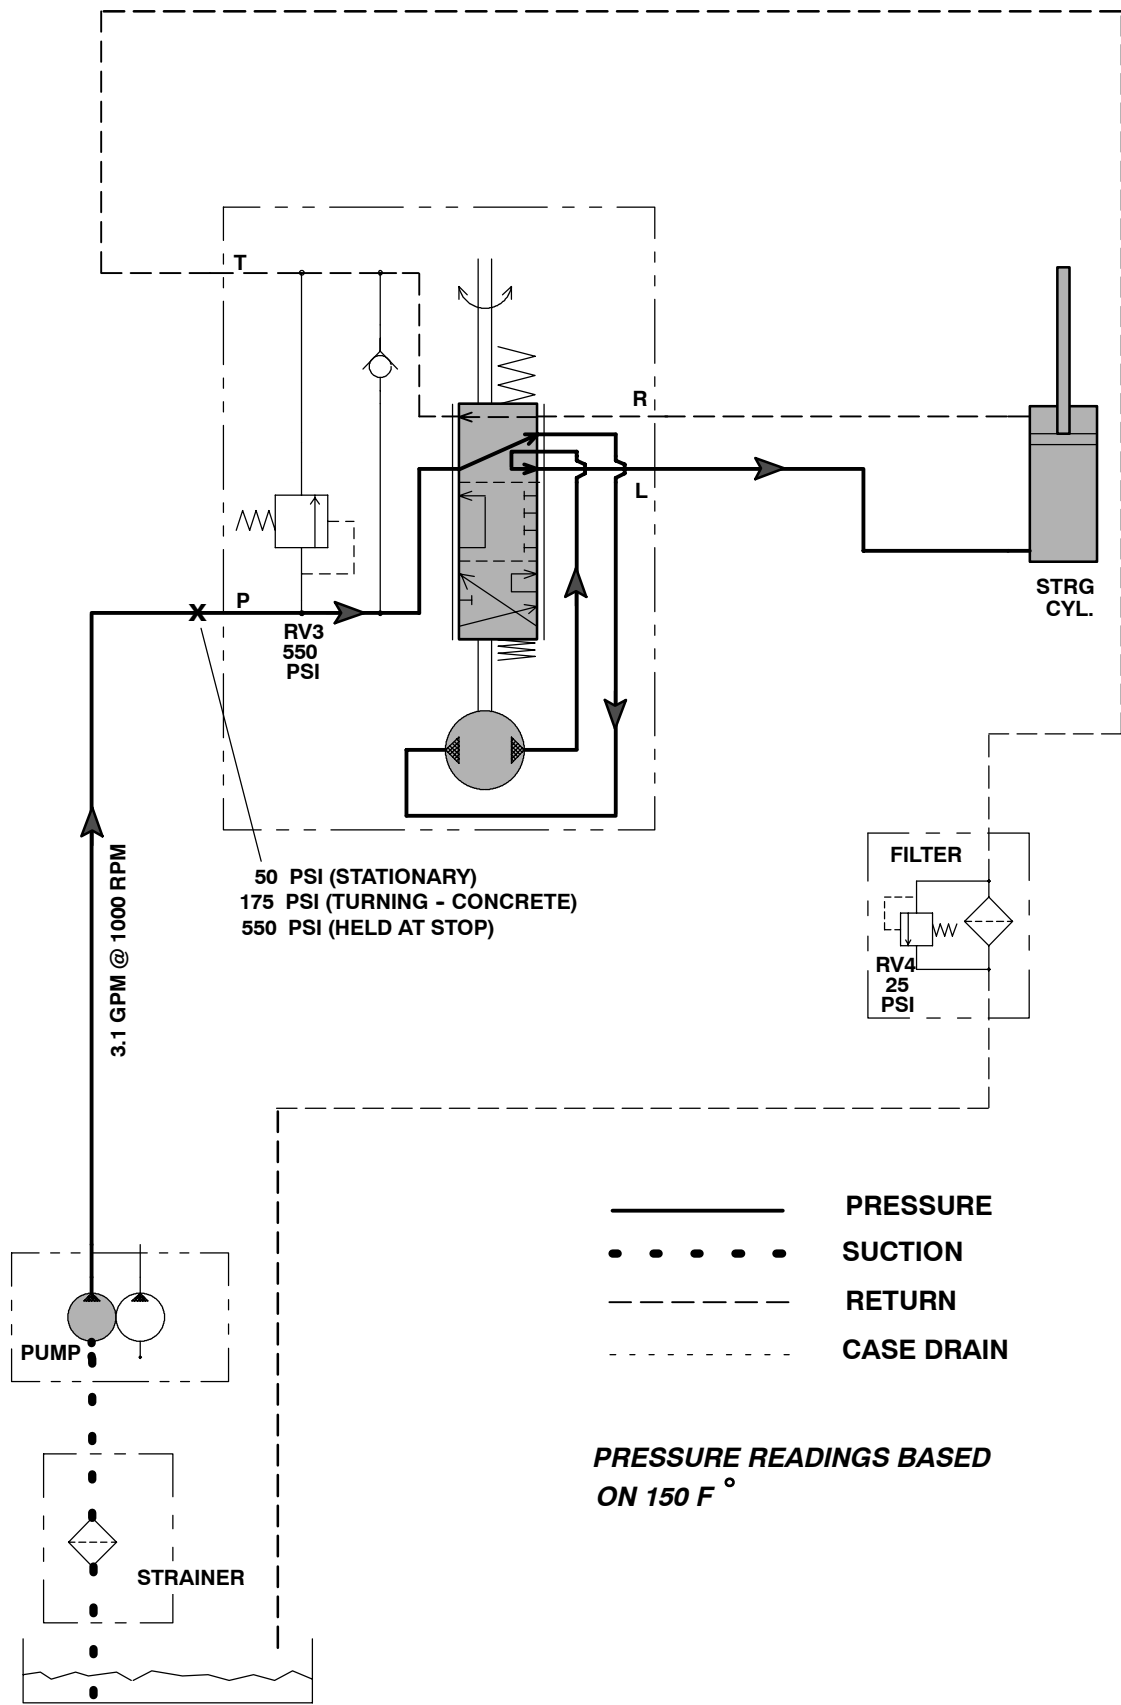 T
R
L
P
RV3
550
PSI
STRG
CYL.
50 PSI (STATIONARY)
175 PSI (TURNING - CONCRETE)
550 PSI (HELD AT STOP)
3.1 GPM @ 1000 RPM
FILTER
RV4
25
PSI
PRESSURE
SUCTION
RETURN
CASE DRAIN
PUMP
PRESSURE READINGS BASED
ON 150 F °
STRAINER